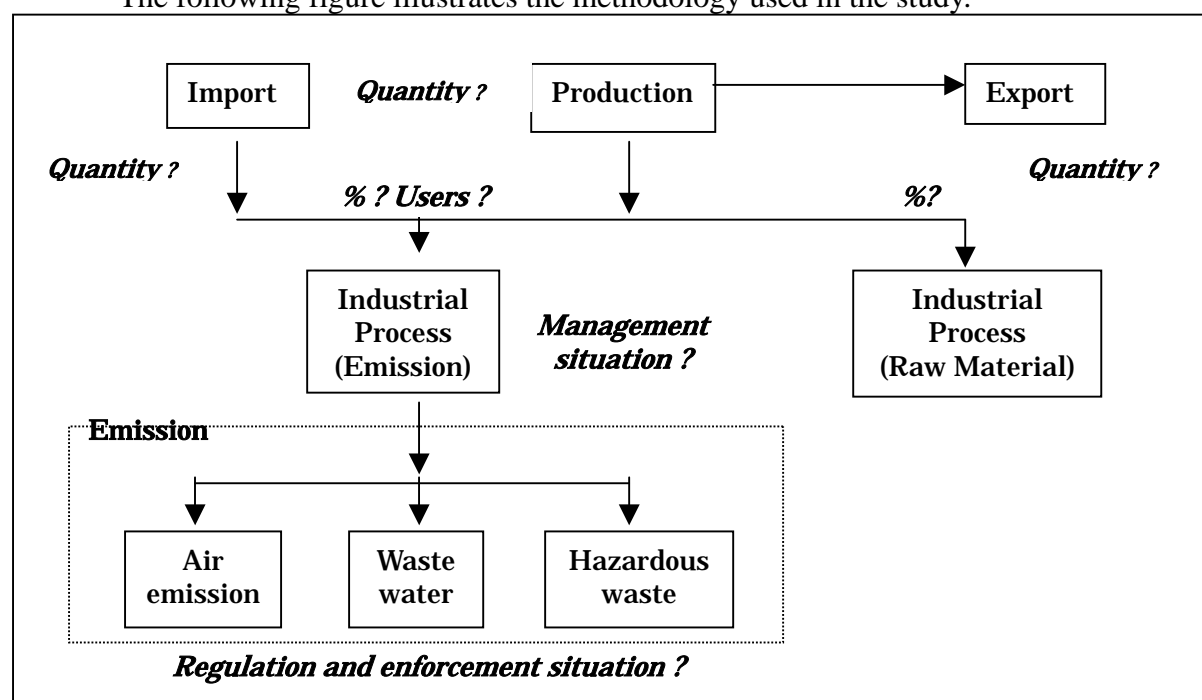 The following figure illustrates the methodology used in the study.
Import
Quantity ?
Production
Export
Quantity ?
Quantity ?
% ? Users ?
%?
Industrial
Process
(Emission)
Management
situation ?
Industrial
Process
(Raw Material)
Emission
Air
emission
Waste
water
Hazardous
waste
Regulation and enforcement situation ?